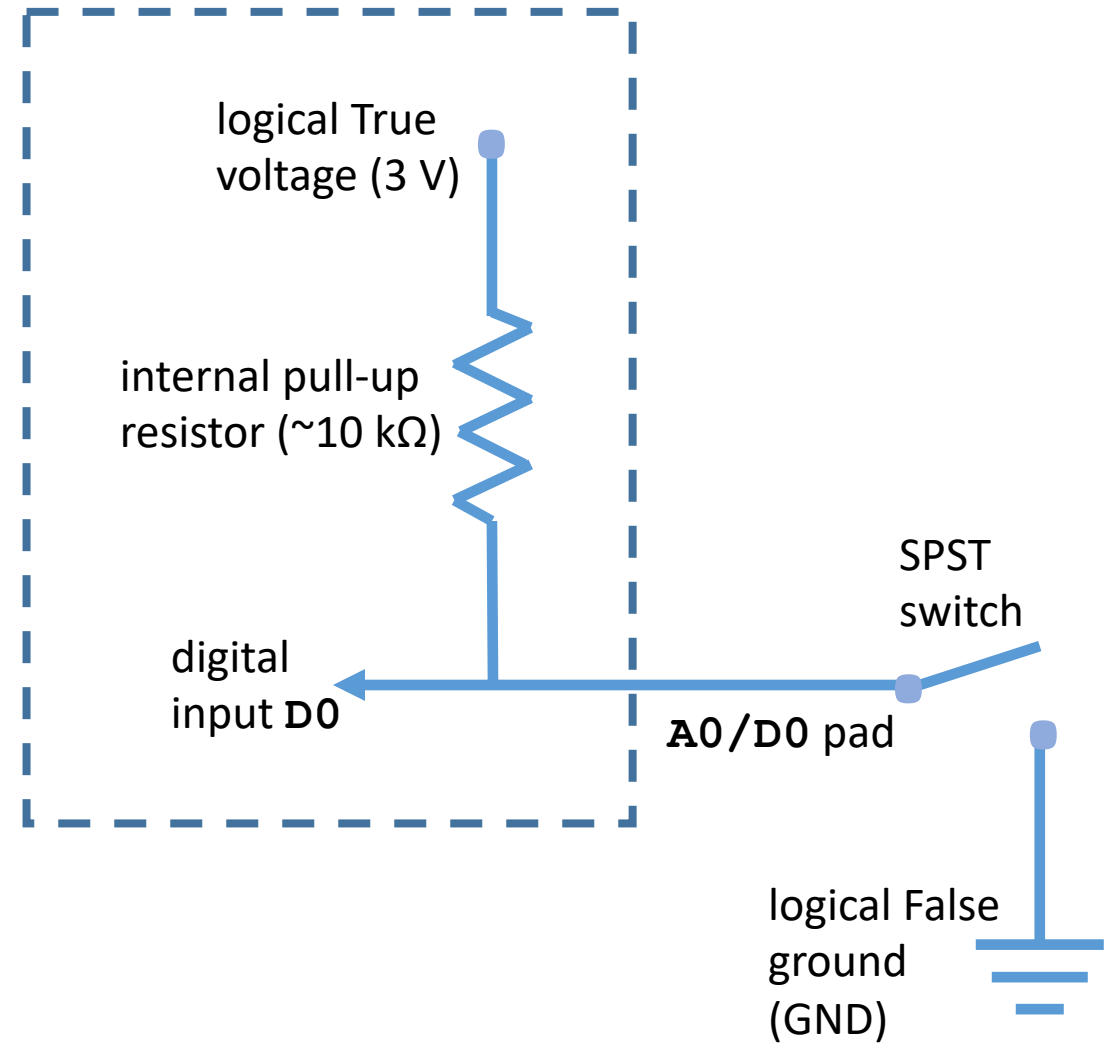 logical True
voltage (3 V)
internal pull-up
resistor (~10 kΩ)
SPST
switch
digital
input D0
A0/D0 pad
logical False
ground
(GND)